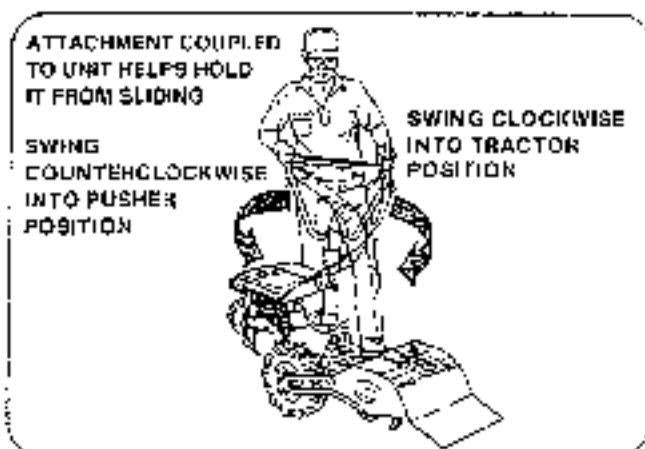 ATTACHMENT COUPLED
TO UNIT HELPS HOLD
IT FROM SLIDING
SWING
COUNTERCLOCKWISE
INTO PUSHER
POSITION
SWING CLOCKWISE
INTO TRACTOR
POSITION